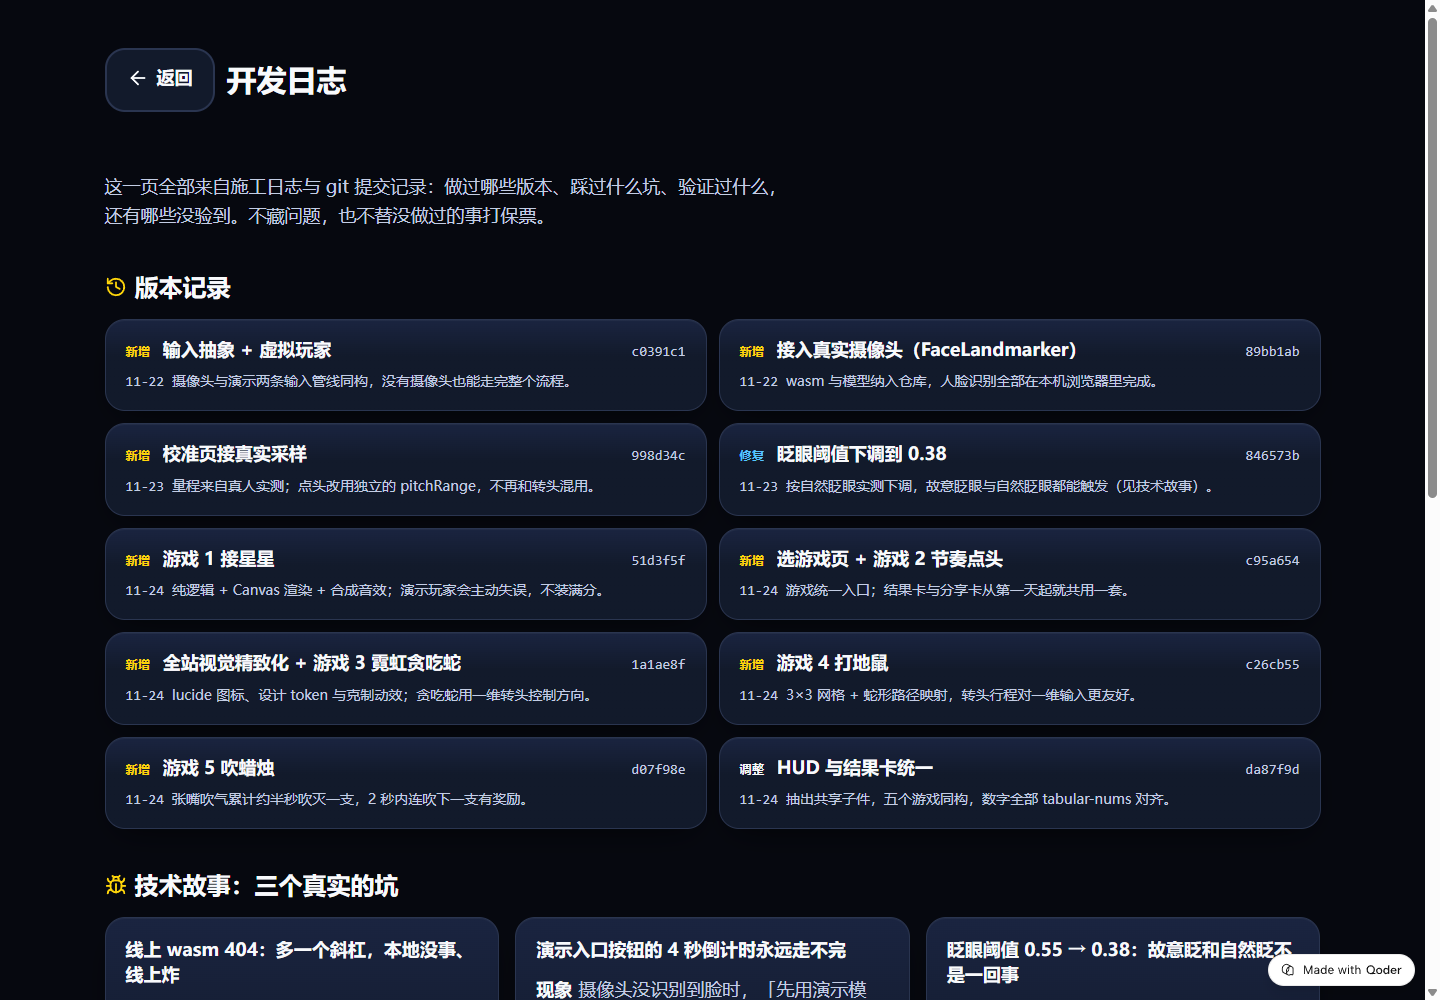 返回
开发日志
这一页全部来自施工日志与 git 提交记录：做过哪些版本、踩过什么坑、验证过什么，
还有哪些没验到。不藏问题，也不替没做过的事打保票。
版本记录
新增 输入抽象 + 虚拟玩家 c0391c1
11-22 摄像头与演示两条输入管线同构，没有摄像头也能走完整个流程。
新增 接入真实摄像头（FaceLandmarker） 89bb1ab
11-22 wasm 与模型纳入仓库，人脸识别全部在本机浏览器里完成。
新增 校准页接真实采样 998d34c
11-23 量程来自真人实测；点头改用独立的 pitchRange，不再和转头混用。
修复 眨眼阈值下调到 0.38 846573b
11-23 按自然眨眼实测下调，故意眨眼与自然眨眼都能触发（见技术故事）。
新增 游戏 1 接星星 51d3f5f
11-24 纯逻辑 + Canvas 渲染 + 合成音效；演示玩家会主动失误，不装满分。
新增 选游戏页 + 游戏 2 节奏点头 c95a654
11-24 游戏统一入口；结果卡与分享卡从第一天起就共用一套。
新增 全站视觉精致化 + 游戏 3 霓虹贪吃蛇 1a1ae8f
11-24 lucide 图标、设计 token 与克制动效；贪吃蛇用一维转头控制方向。
新增 游戏 4 打地鼠 c26cb55
11-24 3×3 网格 + 蛇形路径映射，转头行程对一维输入更友好。
新增 游戏 5 吹蜡烛 d07f98e
11-24 张嘴吹气累计约半秒吹灭一支，2 秒内连吹下一支有奖励。
调整 HUD 与结果卡统一 da87f9d
11-24 抽出共享子件，五个游戏同构，数字全部 tabular-nums 对齐。
技术故事：三个真实的坑
线上 wasm 404：多一个斜杠，本地没事、
线上炸
演示入口按钮的 4 秒倒计时永远走不完
现象 摄像头没识别到脸时，「先用演示模
眨眼阈值 0.55 → 0.38：故意眨和自然眨不
是一回事
Made with Qoder